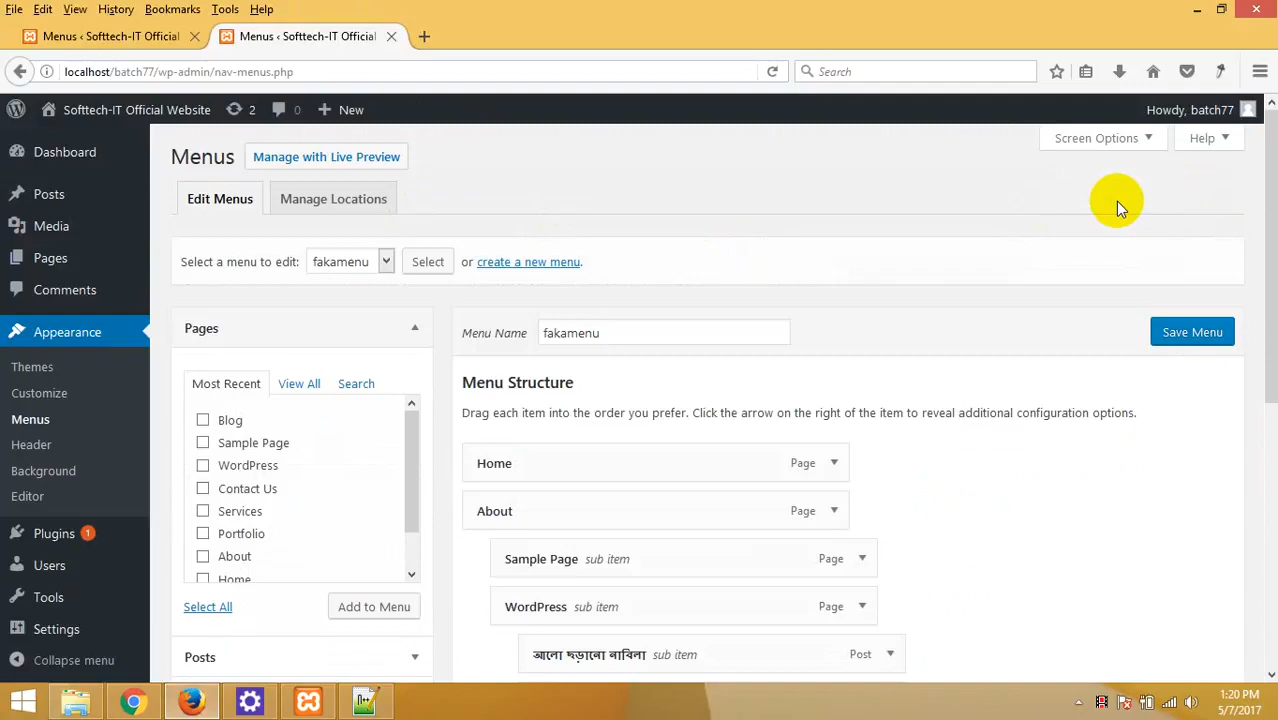 File Edit View History Bookmarks Tools Help
Menus ‹ Softtech-IT Official Menus ‹ Softtech-IT Official
localhost/batch77/wp-admin/nav-menus.php Search
Softtech-IT Official Website 2 0 New Howdy, batch77
Screen Options Help
Menus Manage with Live Preview
Edit Menus Manage Locations
Select a menu to edit: fakamenu Select or create a new menu.
Dashboard
Posts
Media
Pages
Comments
Appearance
Themes
Customize
Menus
Header
Background
Editor
Plugins 1
Users
Tools
Settings
Collapse menu
Pages
Most Recent View All Search
Blog
Sample Page
WordPress
Contact Us
Services
Portfolio
About
Home
Select All Add to Menu
Posts
Menu Name fakamenu Save Menu
Menu Structure
Drag each item into the order you prefer. Click the arrow on the right of the item to reveal additional configuration options.
Home Page
About Page
Sample Page sub item Page
WordPress sub item Page
আলো ছড়ানো নাবিলা sub item Post
1:20 PM
5/7/2017